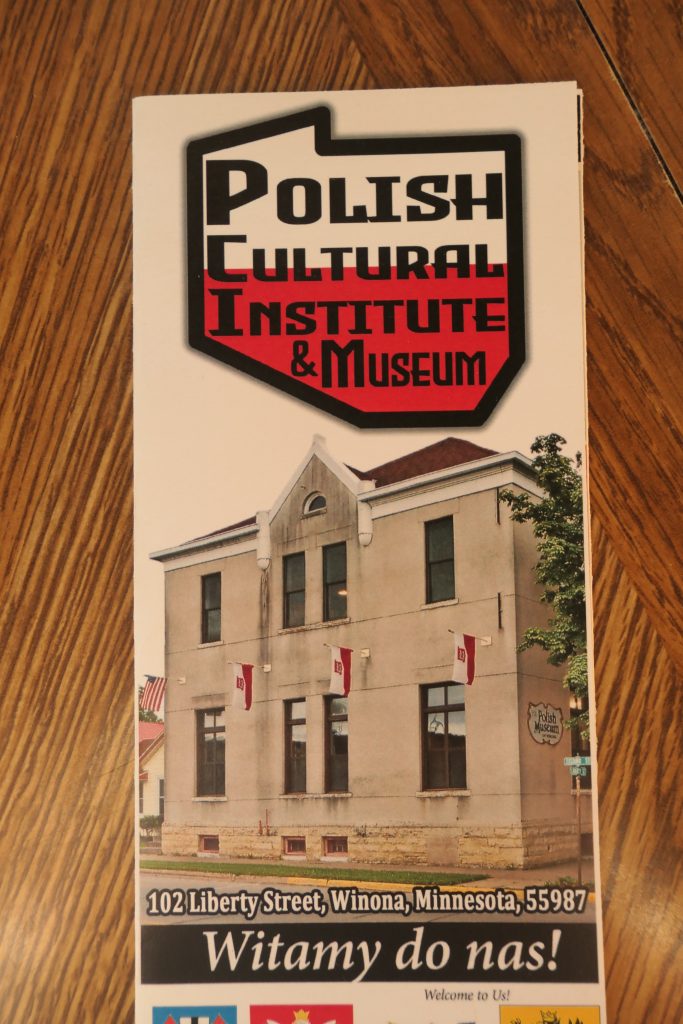 POLISH
CULTURAL
INSTITUTE
& MUSEUM
Polish
Museum
102 Liberty Street, Winona, Minnesota, 55987
Witamy do nas!
Welcome to Us!